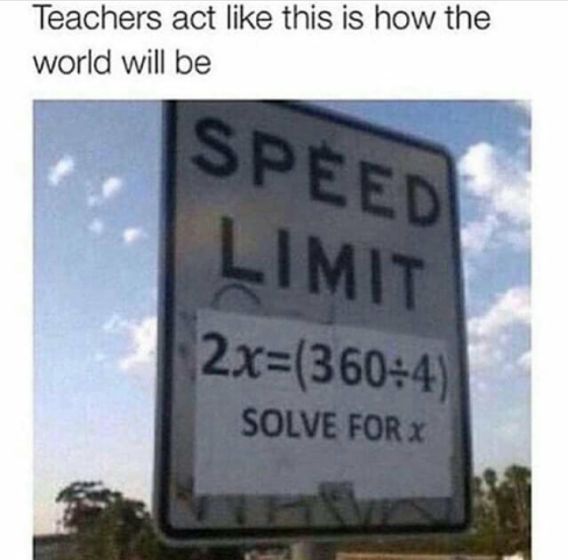 Teachers act like this is how the
world will be
SPEED
LIMIT
2x=(360÷4)
SOLVE FOR x